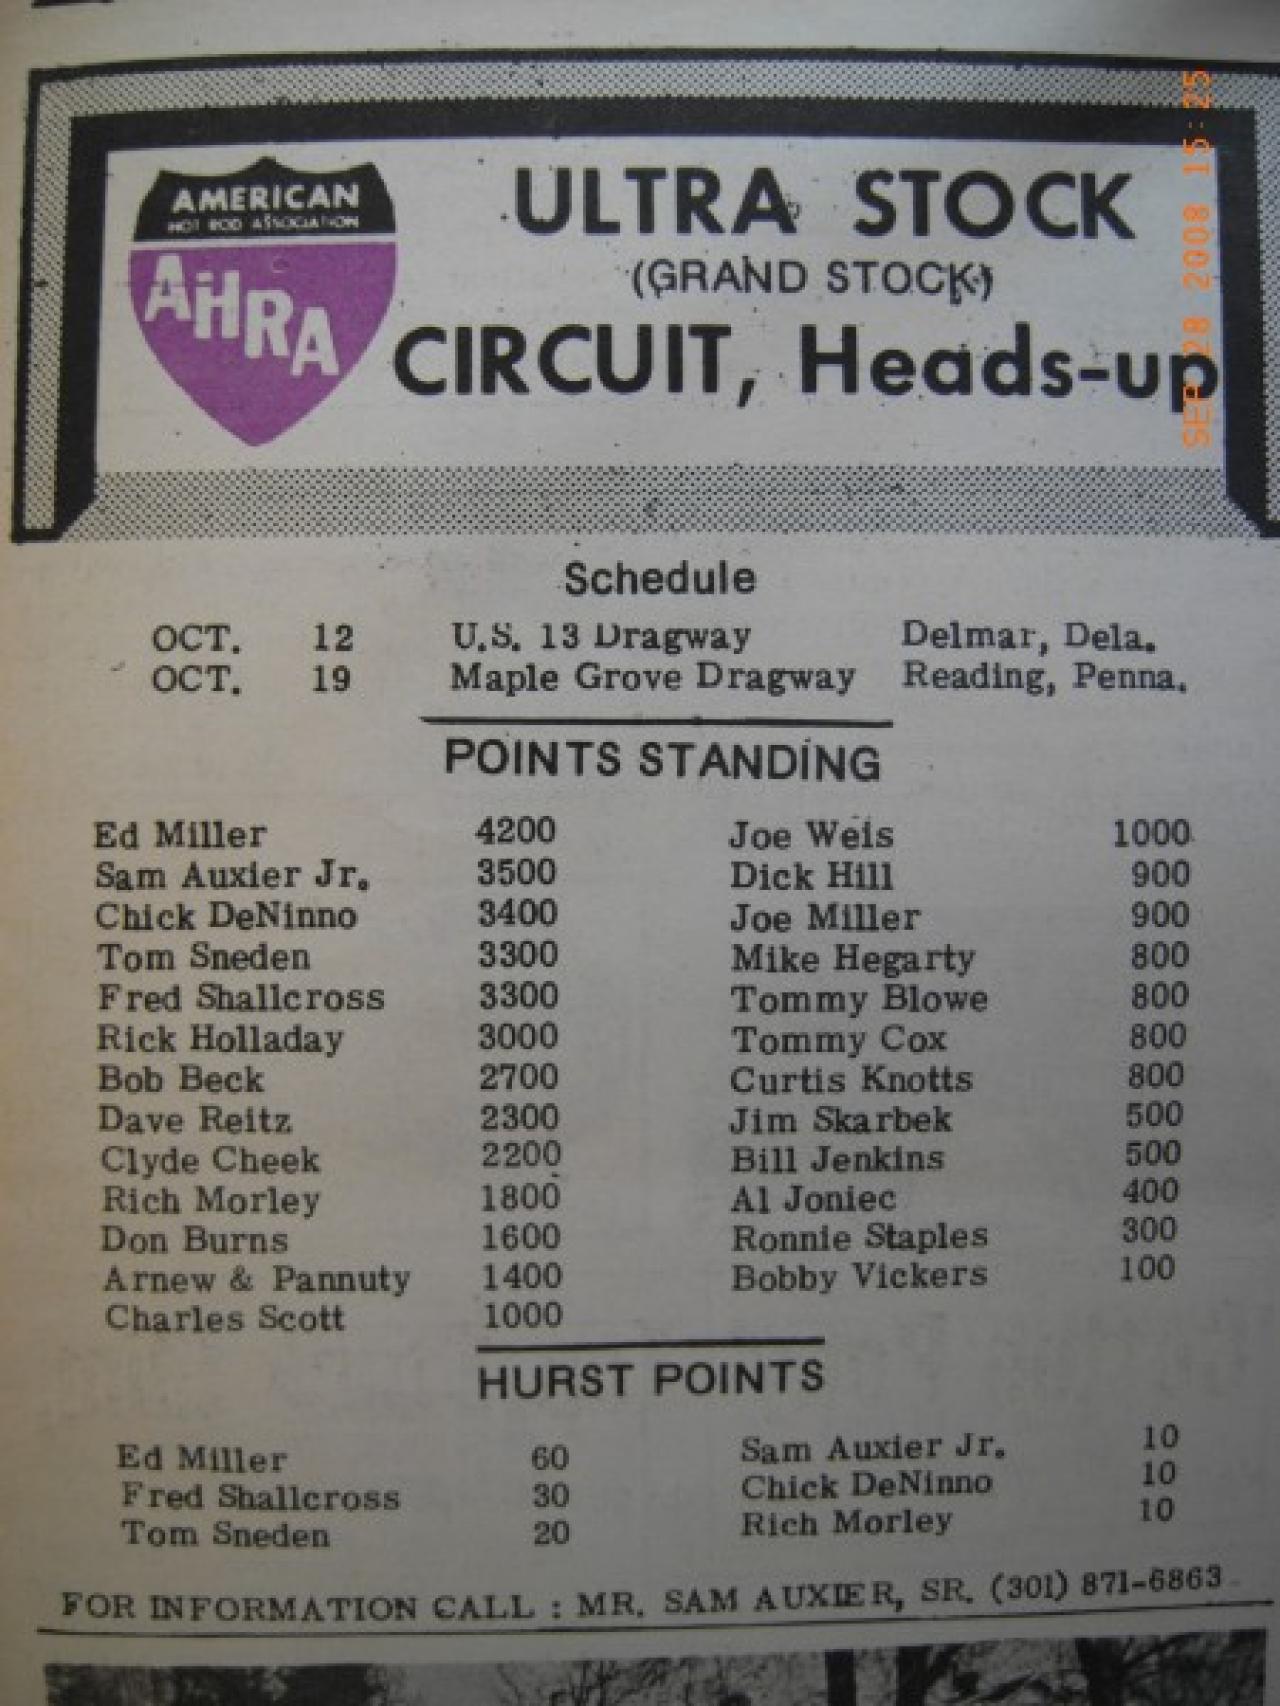 AMERICAN
HOT ROD ASSOCIATION
AHRA
ULTRA STOCK
(GRAND STOCK)
CIRCUIT, Heads-up
SEP 28 2008 15:25
Schedule
OCT. 12 U.S. 13 Dragway Delmar, Dela.
OCT. 19 Maple Grove Dragway Reading, Penna.
POINTS STANDING
Ed Miller 4200
Sam Auxier Jr. 3500
Chick DeNinno 3400
Tom Sneden 3300
Fred Shallcross 3300
Rick Holladay 3000
Bob Beck 2700
Dave Reitz 2300
Clyde Cheek 2200
Rich Morley 1800
Don Burns 1600
Arnew & Pannuty 1400
Charles Scott 1000
Joe Weis 1000
Dick Hill 900
Joe Miller 900
Mike Hegarty 800
Tommy Blowe 800
Tommy Cox 800
Curtis Knotts 800
Jim Skarbek 500
Bill Jenkins 500
Al Joniec 400
Ronnie Staples 300
Bobby Vickers 100
HURST POINTS
Ed Miller 60
Fred Shallcross 30
Tom Sneden 20
Sam Auxier Jr. 10
Chick DeNinno 10
Rich Morley 10
FOR INFORMATION CALL : MR. SAM AUXIER, SR. (301) 871-6863